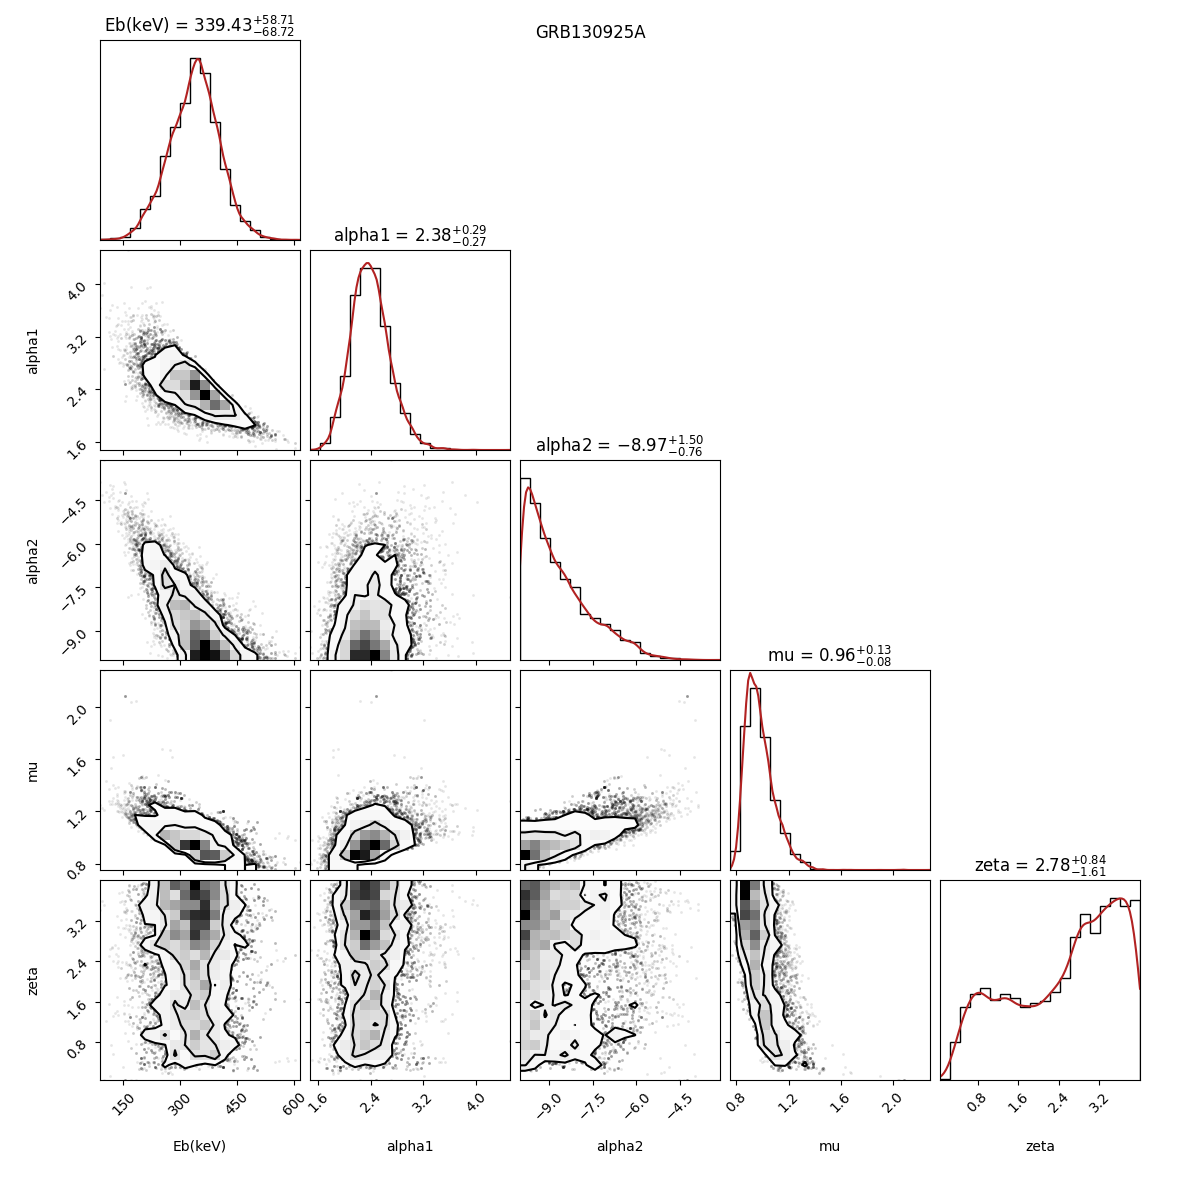 Eb(keV) = 339.43+58.71−68.72
GRB130925A
alpha1 = 2.38+0.29−0.27
4.0
3.2
2.4
1.6
alpha1
alpha2 = −8.97+1.50−0.76
−4.5
−6.0
−7.5
−9.0
alpha2
mu = 0.96+0.13−0.08
2.0
1.6
1.2
0.8
mu
zeta = 2.78+0.84−1.61
3.2
2.4
1.6
0.8
zeta
150 300 450 600 1.6 2.4 3.2 4.0 −9.0 −7.5 −6.0 −4.5 0.8 1.2 1.6 2.0 0.8 1.6 2.4 3.2
Eb(keV) alpha1 alpha2 mu zeta